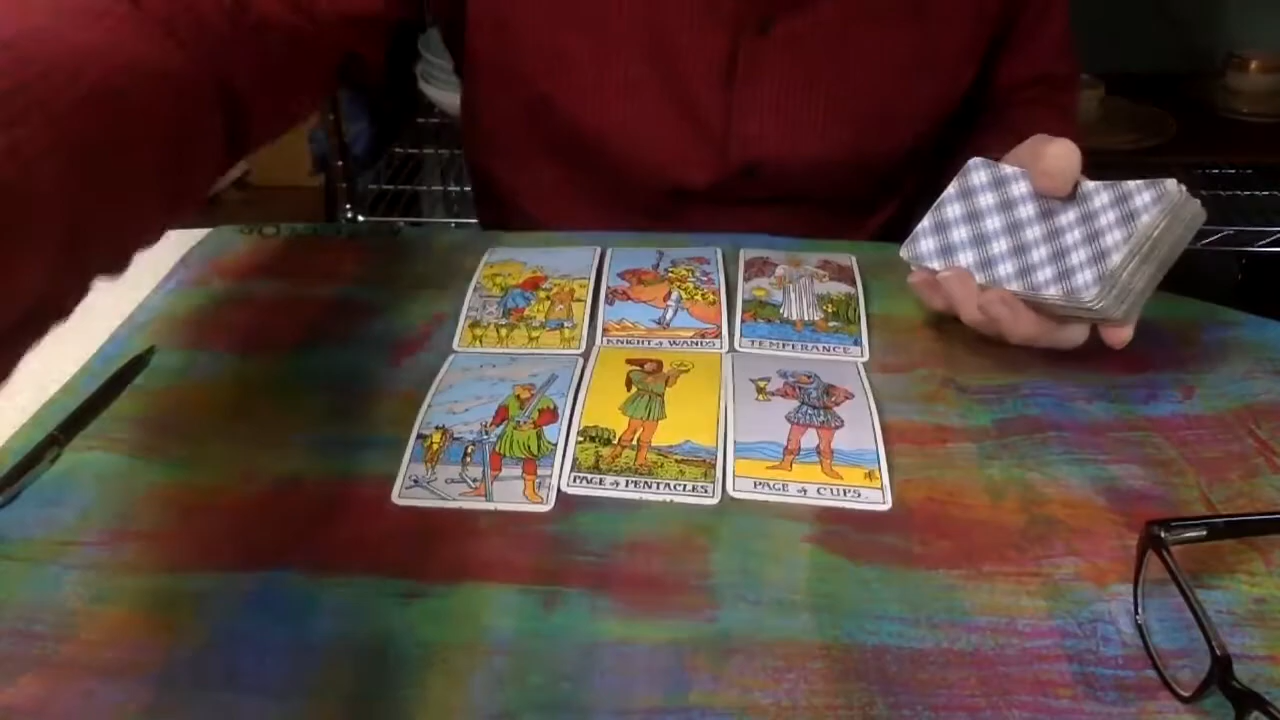 KNIGHT of WANDS
TEMPERANCE
PAGE of PENTACLES
PAGE of CUPS.